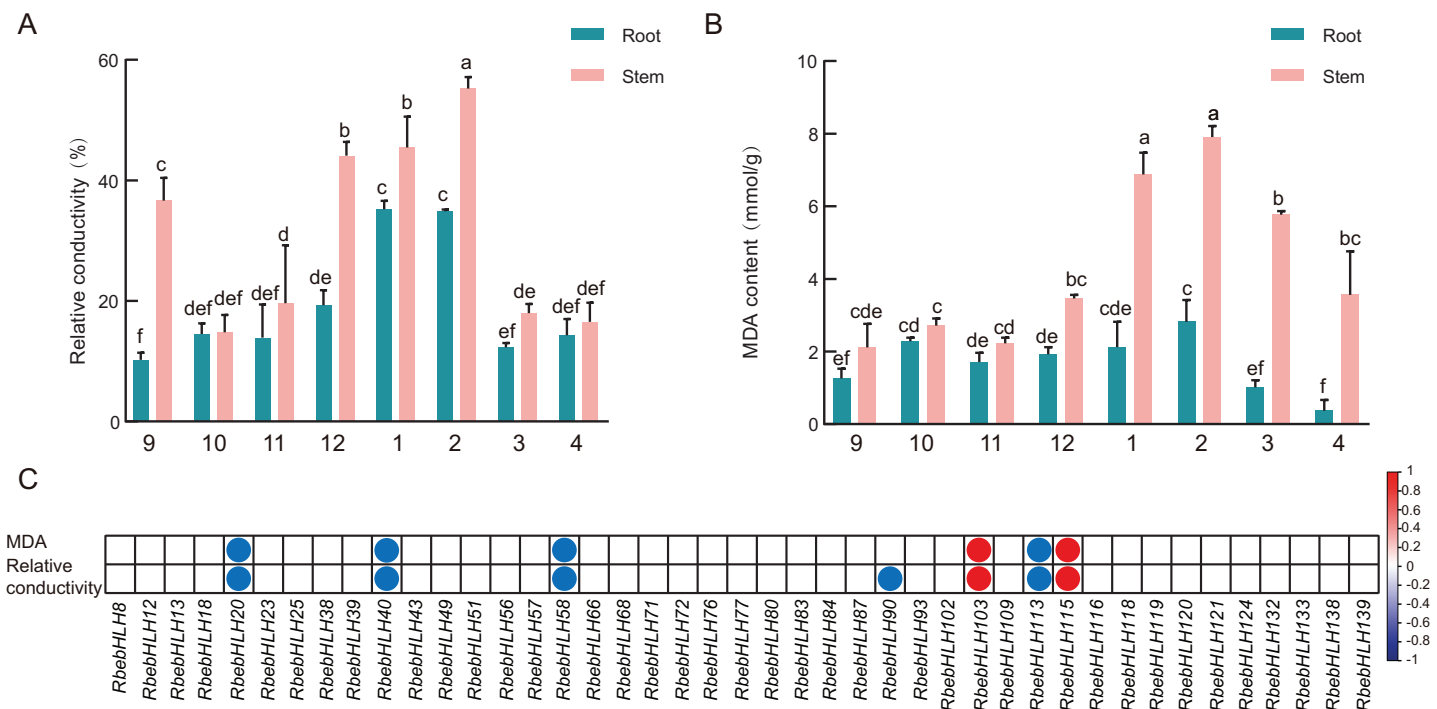 A
Root
Stem
Relative conductivity (%)
60
40
20
0
f
c
def
def
def
d
de
b
c
b
c
a
ef
de
def
def
9 10 11 12 1 2 3 4
B
Root
Stem
MDA content (mmol/g)
10
8
6
4
2
0
ef
cde
cd
c
de
cd
de
bc
cde
a
c
a
ef
b
f
bc
9 10 11 12 1 2 3 4
C
MDA
Relative
conductivity
RbebHLH8
RbebHLH12
RbebHLH13
RbebHLH18
RbebHLH20
RbebHLH23
RbebHLH25
RbebHLH38
RbebHLH39
RbebHLH40
RbebHLH43
RbebHLH49
RbebHLH51
RbebHLH56
RbebHLH57
RbebHLH58
RbebHLH66
RbebHLH68
RbebHLH71
RbebHLH72
RbebHLH76
RbebHLH77
RbebHLH80
RbebHLH83
RbebHLH84
RbebHLH87
RbebHLH90
RbebHLH93
RbebHLH102
RbebHLH103
RbebHLH109
RbebHLH113
RbebHLH115
RbebHLH116
RbebHLH118
RbebHLH119
RbebHLH120
RbebHLH121
RbebHLH124
RbebHLH132
RbebHLH133
RbebHLH138
RbebHLH139
1
0.8
0.6
0.4
0.2
0
-0.2
-0.4
-0.6
-0.8
-1